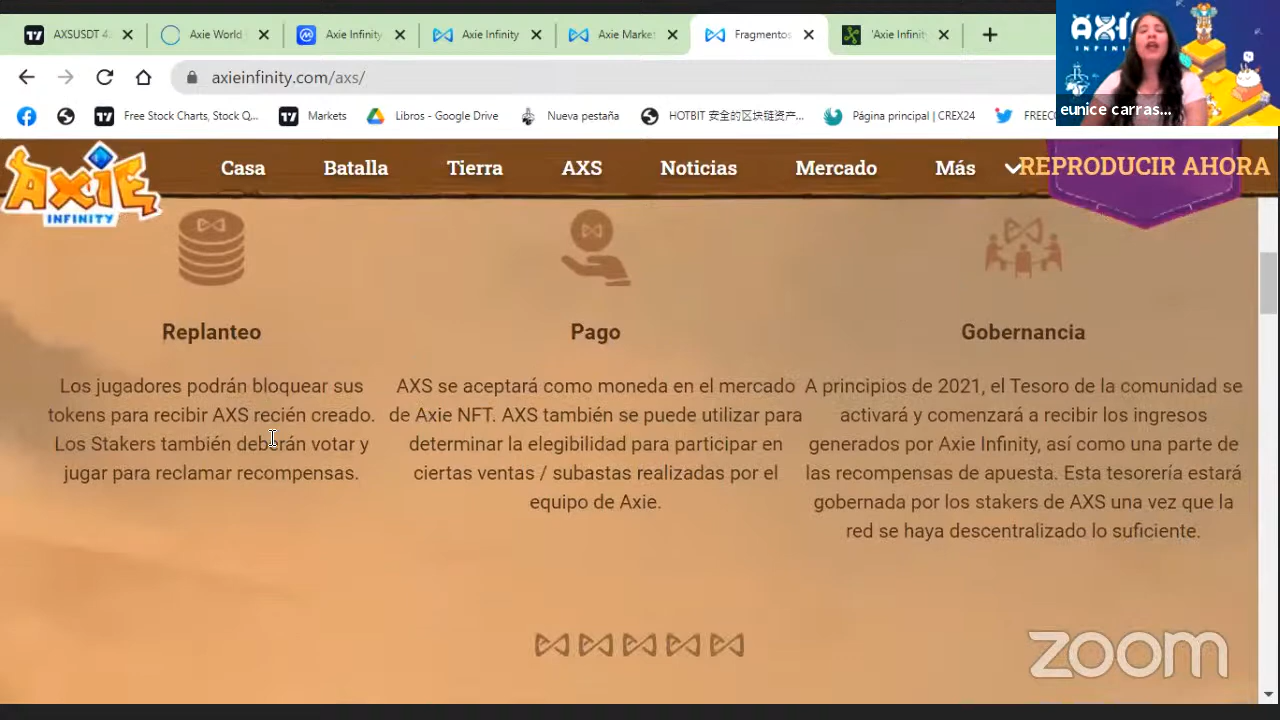 AXSUSDT 4.
Axie World
Axie Infinity
Axie Infinity
Axie Marke
Fragmentos
'Axie Infinit
axieinfinity.com/axs/
Free Stock Charts, Stock Q...
Markets
Libros - Google Drive
Nueva pestaña
HOTBIT 安全的区块链资产...
Página principal | CREX24
FREEC
INFINITY
eunice carras...
AXIE
INFINITY
Casa
Batalla
Tierra
AXS
Noticias
Mercado
Más
REPRODUCIR AHORA
Replanteo
Los jugadores podrán bloquear sus
tokens para recibir AXS recién creado.
Los Stakers también deberán votar y
jugar para reclamar recompensas.
Pago
AXS se aceptará como moneda en el mercado
de Axie NFT. AXS también se puede utilizar para
determinar la elegibilidad para participar en
ciertas ventas / subastas realizadas por el
equipo de Axie.
Gobernancia
A principios de 2021, el Tesoro de la comunidad se
activará y comenzará a recibir los ingresos
generados por Axie Infinity, así como una parte de
las recompensas de apuesta. Esta tesorería estará
gobernada por los stakers de AXS una vez que la
red se haya descentralizado lo suficiente.
zoom